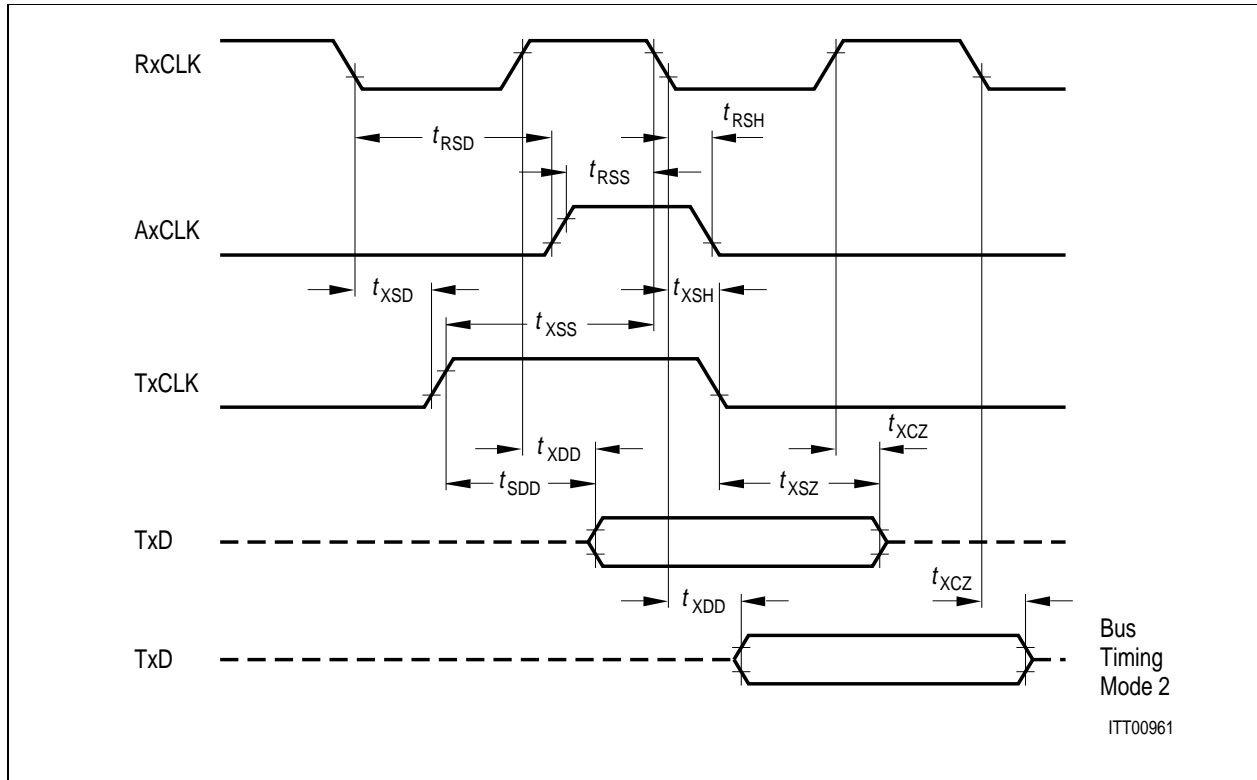 RxCLK
tRSH
tRSD
tRSS
AxCLK
tXSD
tXSH
tXSS
TxCLK
tXCZ
tXDD
tXSZ
tSDD
TxD
tXCZ
tXDD
TxD
Bus
Timing
Mode 2
ITT00961